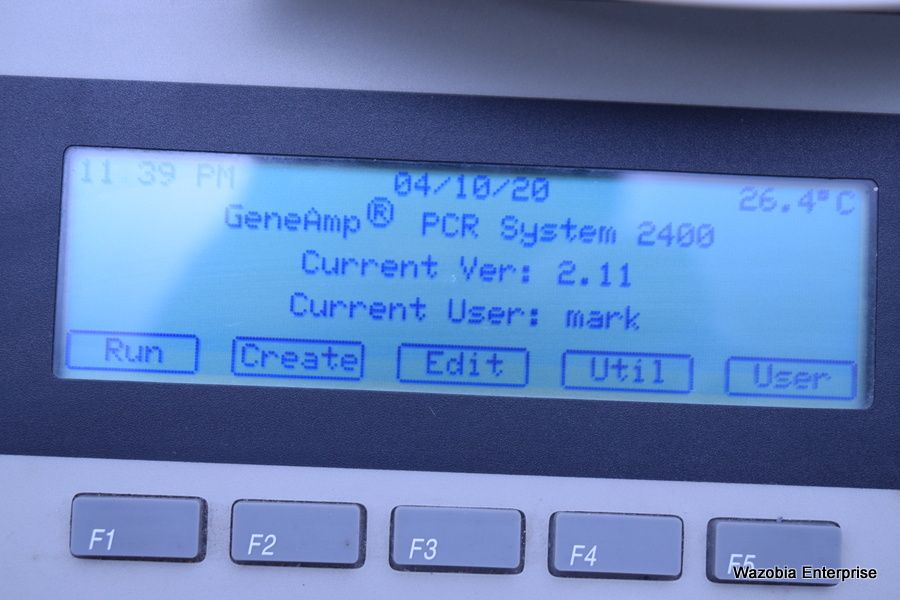 11:39 PM 04/10/20 26.4°C
GeneAmp® PCR System 2400
Current Ver: 2.11
Current User: mark
Run Create Edit Util User
F1 F2 F3 F4 F5
Wazobia Enterprise